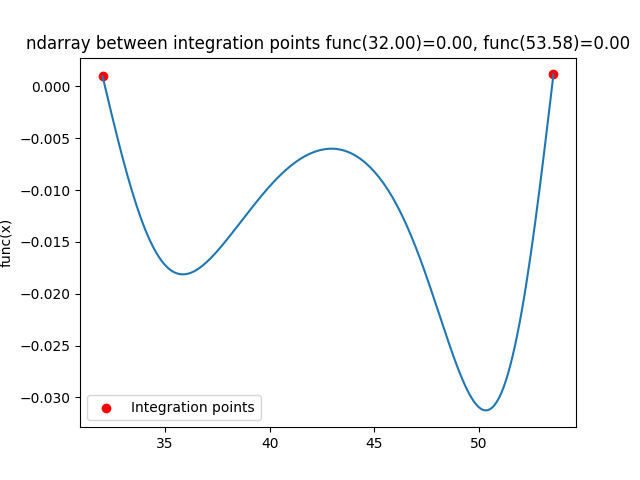 ndarray between integration points func(32.00)=0.00, func(53.58)=0.00
0.000
−0.005
−0.010
−0.015
−0.020
−0.025
−0.030
func(x)
Integration points
35 40 45 50